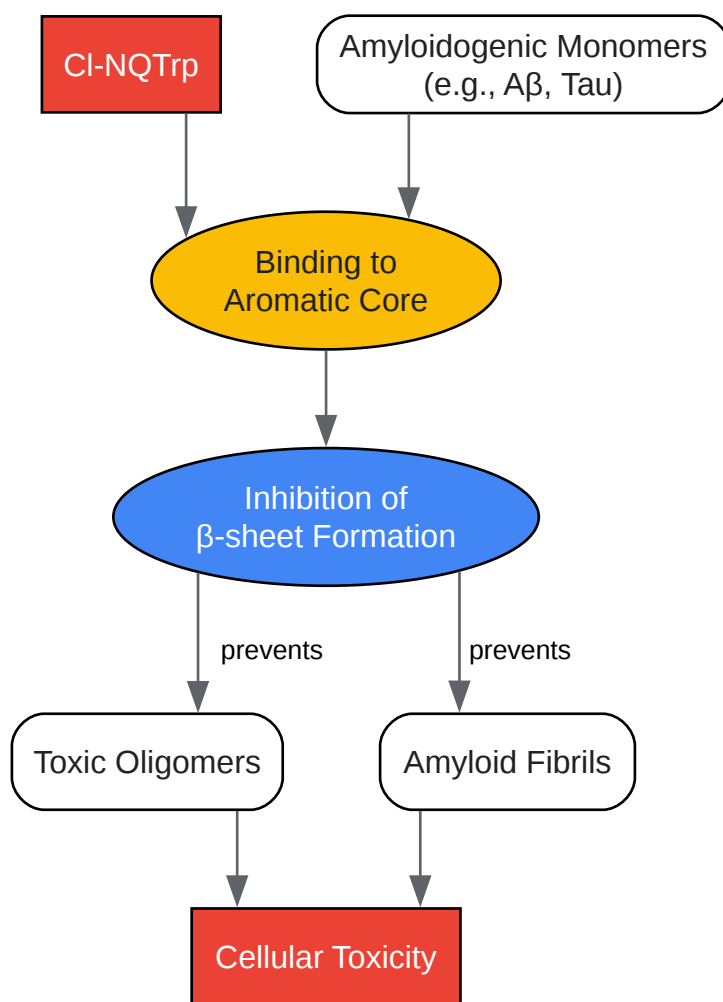 Cl-NQTrp
Amyloidogenic Monomers
(e.g., Aβ, Tau)
Binding to
Aromatic Core
Inhibition of
β-sheet Formation
prevents
prevents
Toxic Oligomers
Amyloid Fibrils
Cellular Toxicity